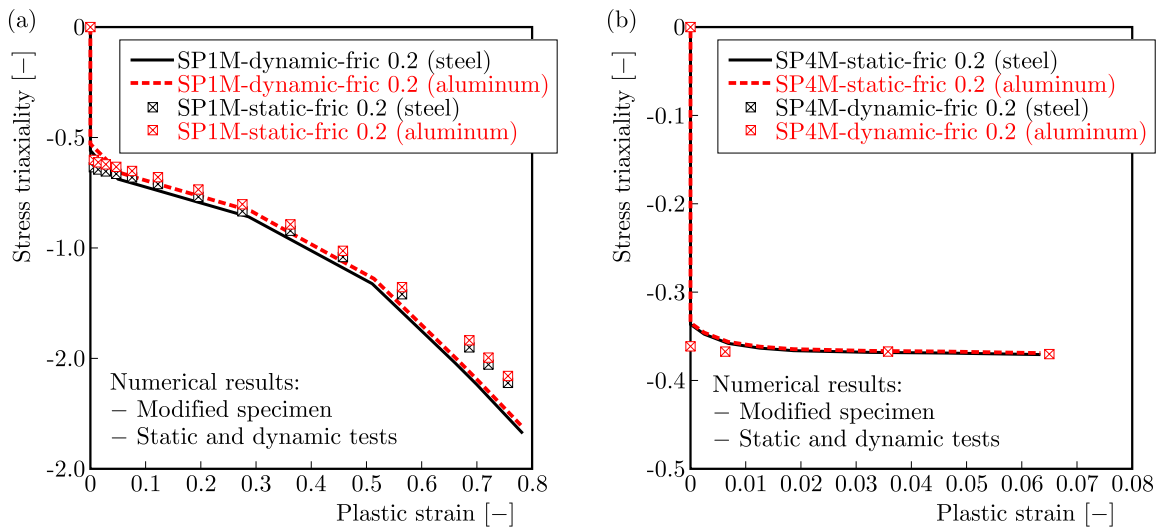 (a)
0
-0.5
-1.0
-2.0
-2.0
Stress triaxiality [−]
SP1M-dynamic-fric 0.2 (steel)
SP1M-dynamic-fric 0.2 (aluminum)
SP1M-static-fric 0.2 (steel)
SP1M-static-fric 0.2 (aluminum)
Numerical results:
− Modified specimen
− Static and dynamic tests
0 0.1 0.2 0.3 0.4 0.5 0.6 0.7 0.8
Plastic strain [−]
(b)
0
-0.1
-0.2
-0.3
-0.4
-0.5
Stress triaxiality [−]
SP4M-static-fric 0.2 (steel)
SP4M-static-fric 0.2 (aluminum)
SP4M-dynamic-fric 0.2 (steel)
SP4M-dynamic-fric 0.2 (aluminum)
Numerical results:
− Modified specimen
− Static and dynamic tests
0 0.01 0.02 0.03 0.04 0.05 0.06 0.07 0.08
Plastic strain [−]